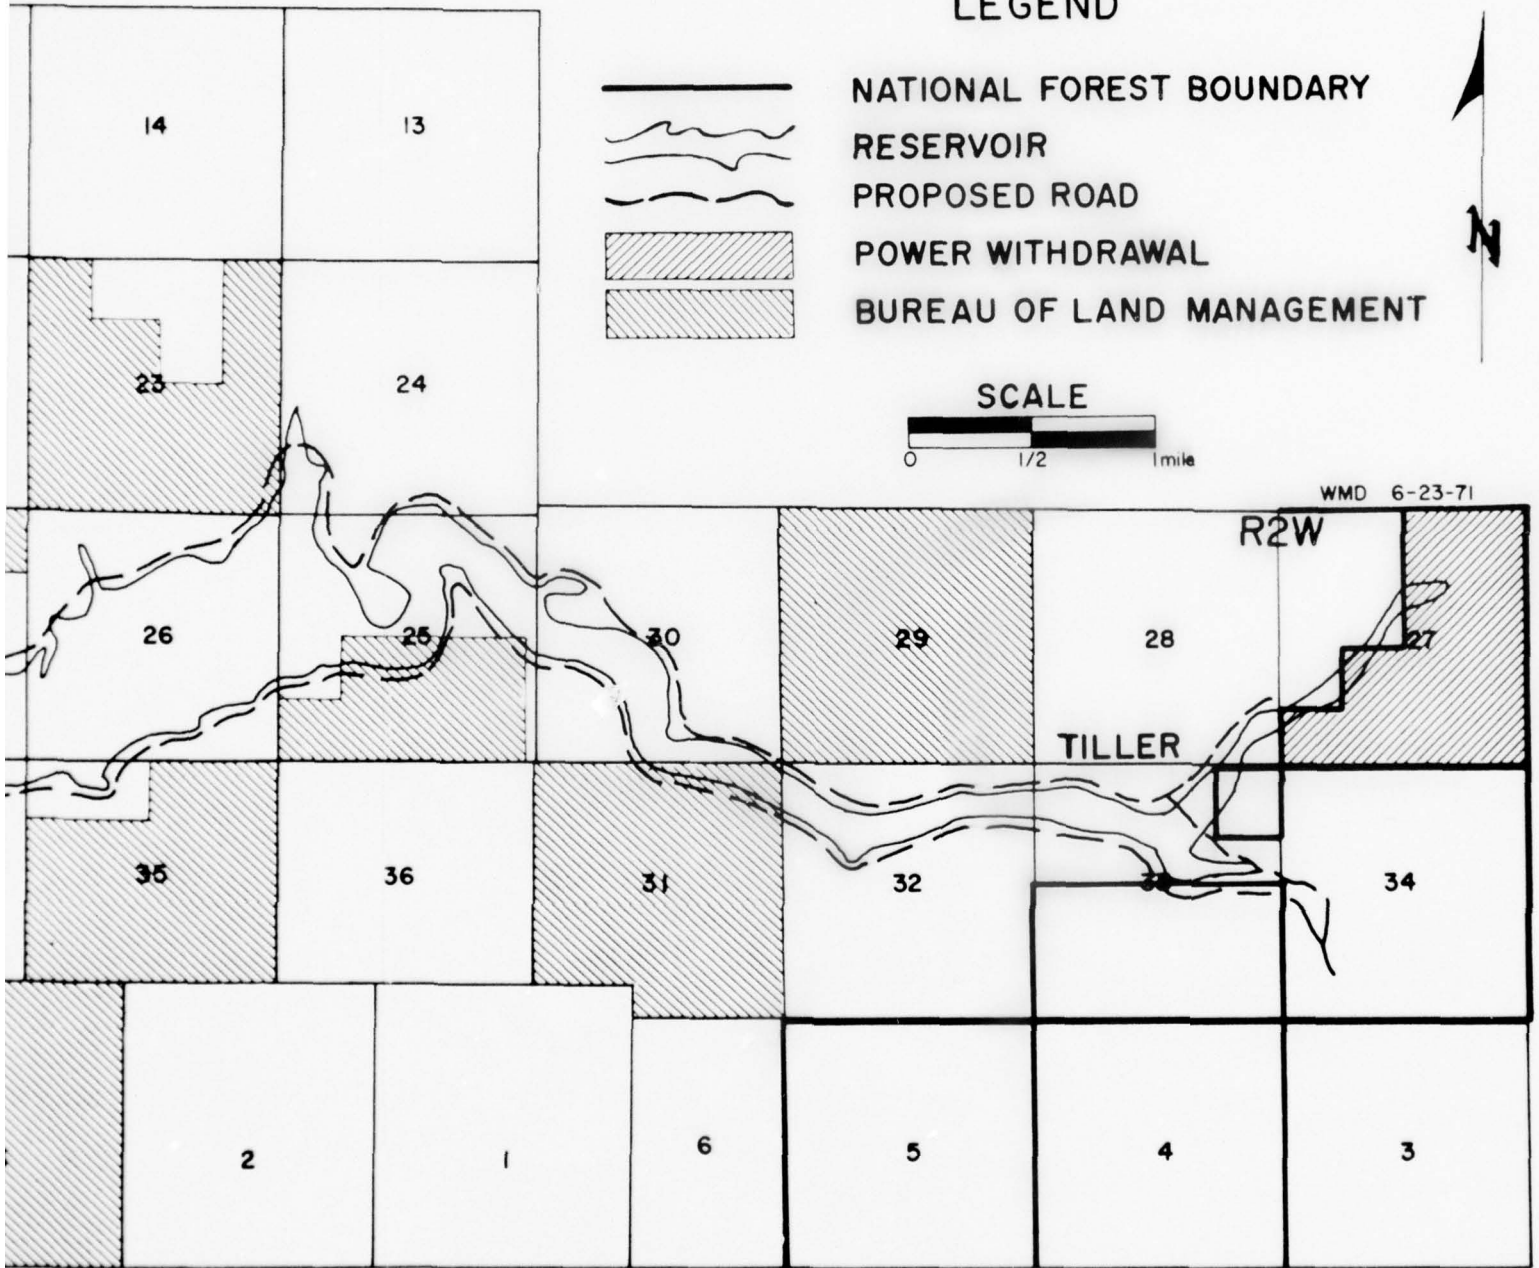 LEGEND
NATIONAL FOREST BOUNDARY
RESERVOIR
PROPOSED ROAD
POWER WITHDRAWAL
BUREAU OF LAND MANAGEMENT
N
SCALE
0 1/2 1 mile
WMD 6-23-71
R2W
14 13
23 24
26 25 30 29 28 27
TILLER
35 36 31 32 33 34
2 1 6 5 4 3